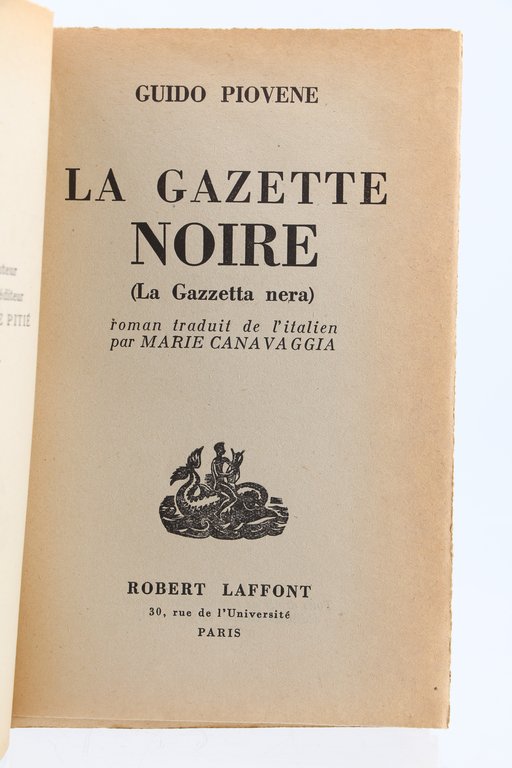 GUIDO PIOVENE
LA GAZETTE
NOIRE
(La Gazzetta nera)
roman traduit de l'italien
par MARIE CANAVAGGIA
ROBERT LAFFONT
30, rue de l'Université
PARIS
PITIÉ